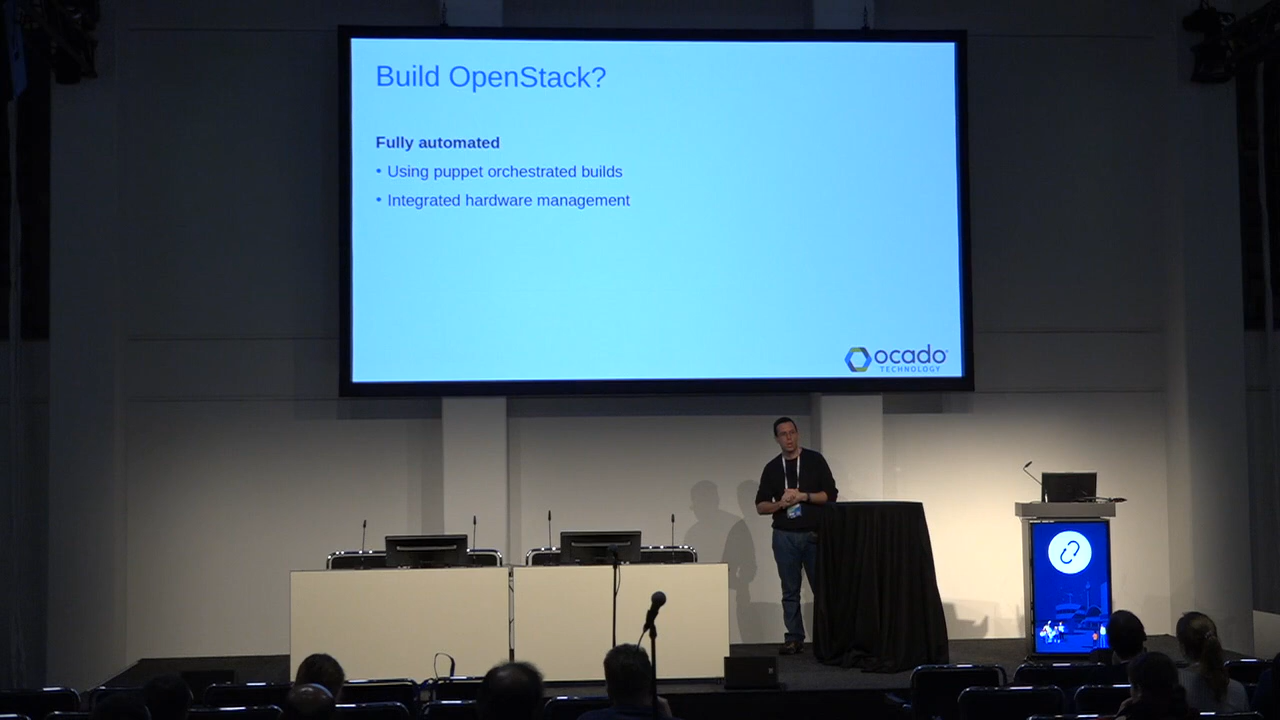 Build OpenStack?
Fully automated
• Using puppet orchestrated builds
• Integrated hardware management
ocado
TECHNOLOGY